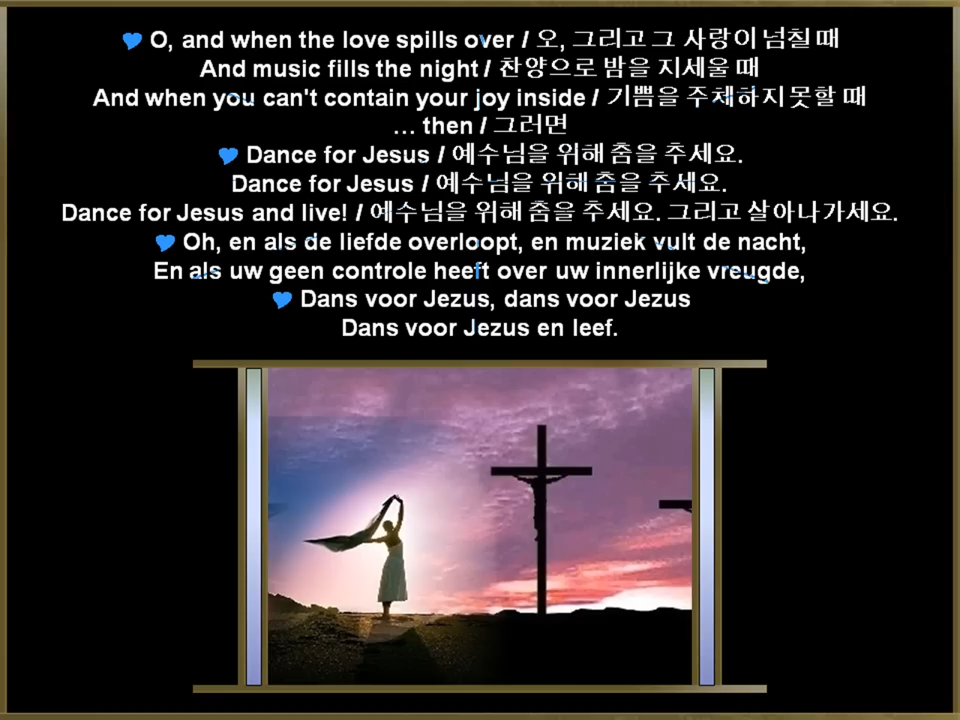 O, and when the love spills over / 오, 그리고 그 사랑이 넘칠 때
And music fills the night / 찬양으로 밤을 지세울 때
And when you can't contain your joy inside / 기쁨을 주체하지 못할 때
… then / 그러면
Dance for Jesus / 예수님을 위해 춤을 추세요.
Dance for Jesus / 예수님을 위해 춤을 추세요.
Dance for Jesus and live! / 예수님을 위해 춤을 추세요. 그리고 살아나가세요.
Oh, en als de liefde overloopt, en muziek vult de nacht,
En als uw geen controle heeft over uw innerlijke vreugde,
Dans voor Jezus, dans voor Jezus
Dans voor Jezus en leef.